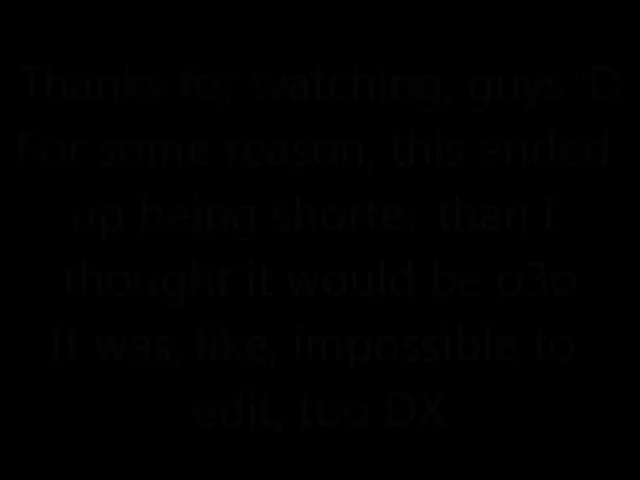 Thanks for watching, guys :D
For some reason, this ended
up being shorter than I
thought it would be o3o
It was, like, impossible to
edit, too DX